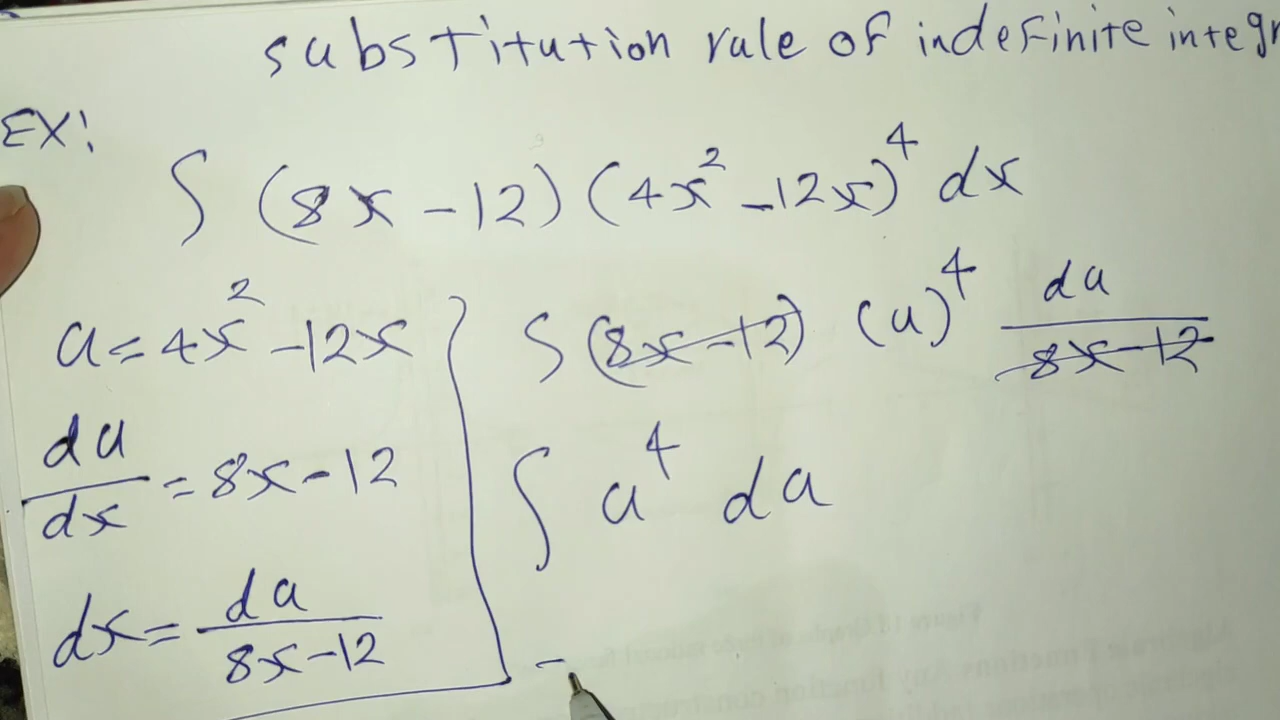 substitution rule of indefinite integr
EX:
∫ (8x - 12) (4x² - 12x)⁴ dx
u = 4x² - 12x
du/dx = 8x - 12
dx = du/8x - 12
∫ (8x - 12) (u)⁴ du/8x - 12
∫ u⁴ du